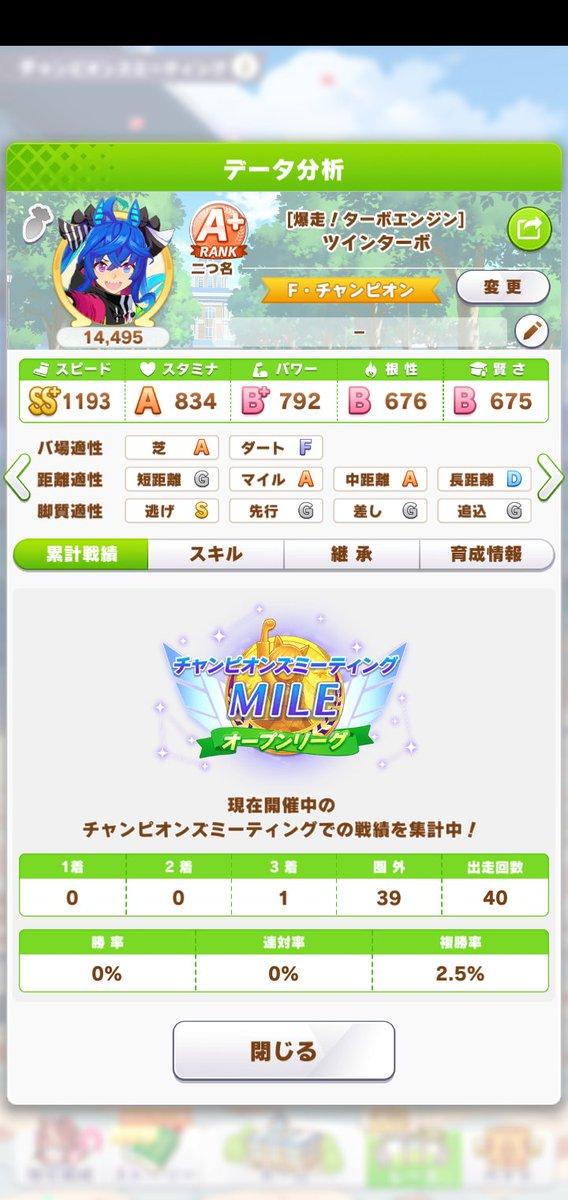 チャンピオンズミーティング
データ分析
A+
RANK
二つ名
[爆走！ターボエンジン]
ツインターボ
F・チャンピオン
変更
14,495
－
スピード スタミナ パワー 根性 賢さ
SS+ 1193 A 834 B+ 792 B 676 B 675
バ場適性 芝 A ダート F
距離適性 短距離 G マイル A 中距離 A 長距離 D
脚質適性 逃げ S 先行 G 差し G 追込 G
累計戦績 スキル 継承 育成情報
チャンピオンズミーティング
MILE
オープンリーグ
現在開催中の
チャンピオンズミーティングでの戦績を集計中！
1着 2着 3着 圏外 出走回数
0 0 1 39 40
勝率 連対率 複勝率
0% 0% 2.5%
閉じる